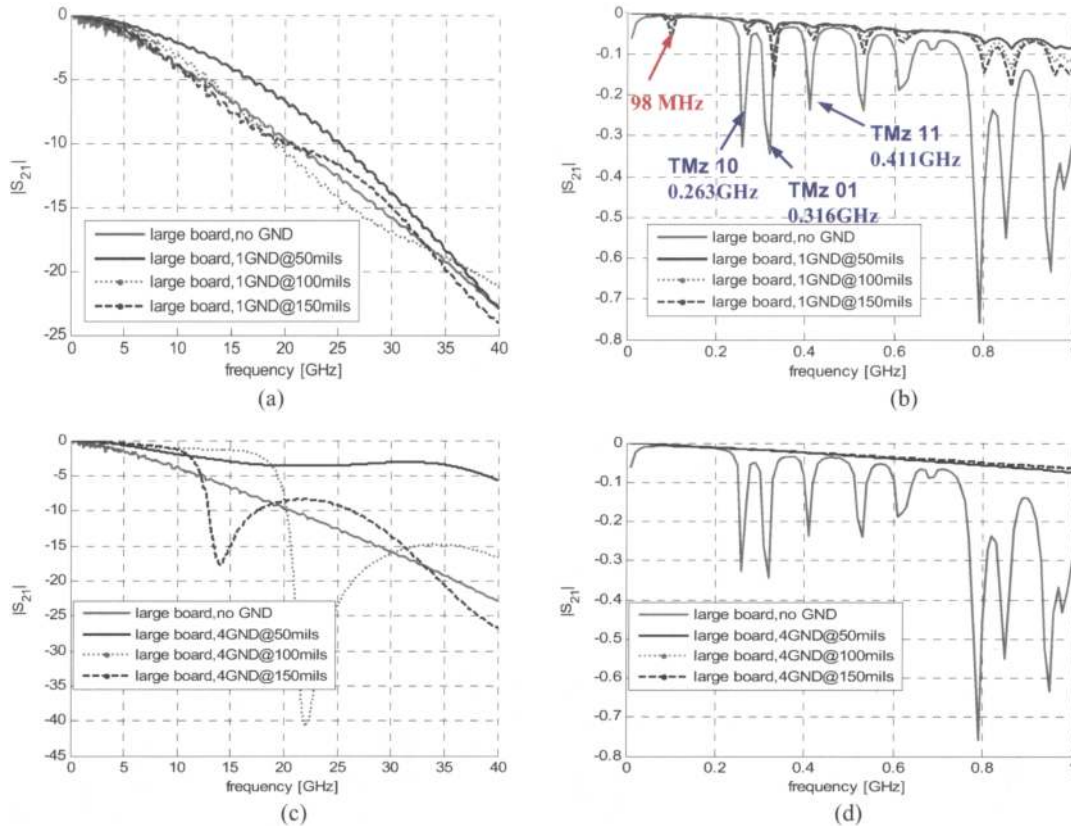 0
-5
-10
-15
-20
-25
|S21|
large board,no GND
large board,1GND@50mils
large board,1GND@100mils
large board,1GND@150mils
0 5 10 15 20 25 30 35 40
frequency [GHz]
(a)
0
-0.1
-0.2
-0.3
-0.4
-0.5
-0.6
-0.7
-0.8
|S21|
98 MHz
TMz 10
0.263GHz
TMz 01
0.316GHz
TMz 11
0.411GHz
large board,no GND
large board,1GND@50mils
large board,1GND@100mils
large board,1GND@150mils
0 0.2 0.4 0.6 0.8 1
frequency [GHz]
(b)
0
-5
-10
-15
-20
-25
-30
-35
-40
-45
|S21|
large board,no GND
large board,4GND@50mils
large board,4GND@100mils
large board,4GND@150mils
0 5 10 15 20 25 30 35 40
frequency [GHz]
(c)
0
-0.1
-0.2
-0.3
-0.4
-0.5
-0.6
-0.7
-0.8
|S21|
large board,no GND
large board,4GND@50mils
large board,4GND@100mils
large board,4GND@150mils
0 0.2 0.4 0.6 0.8 1
frequency [GHz]
(d)